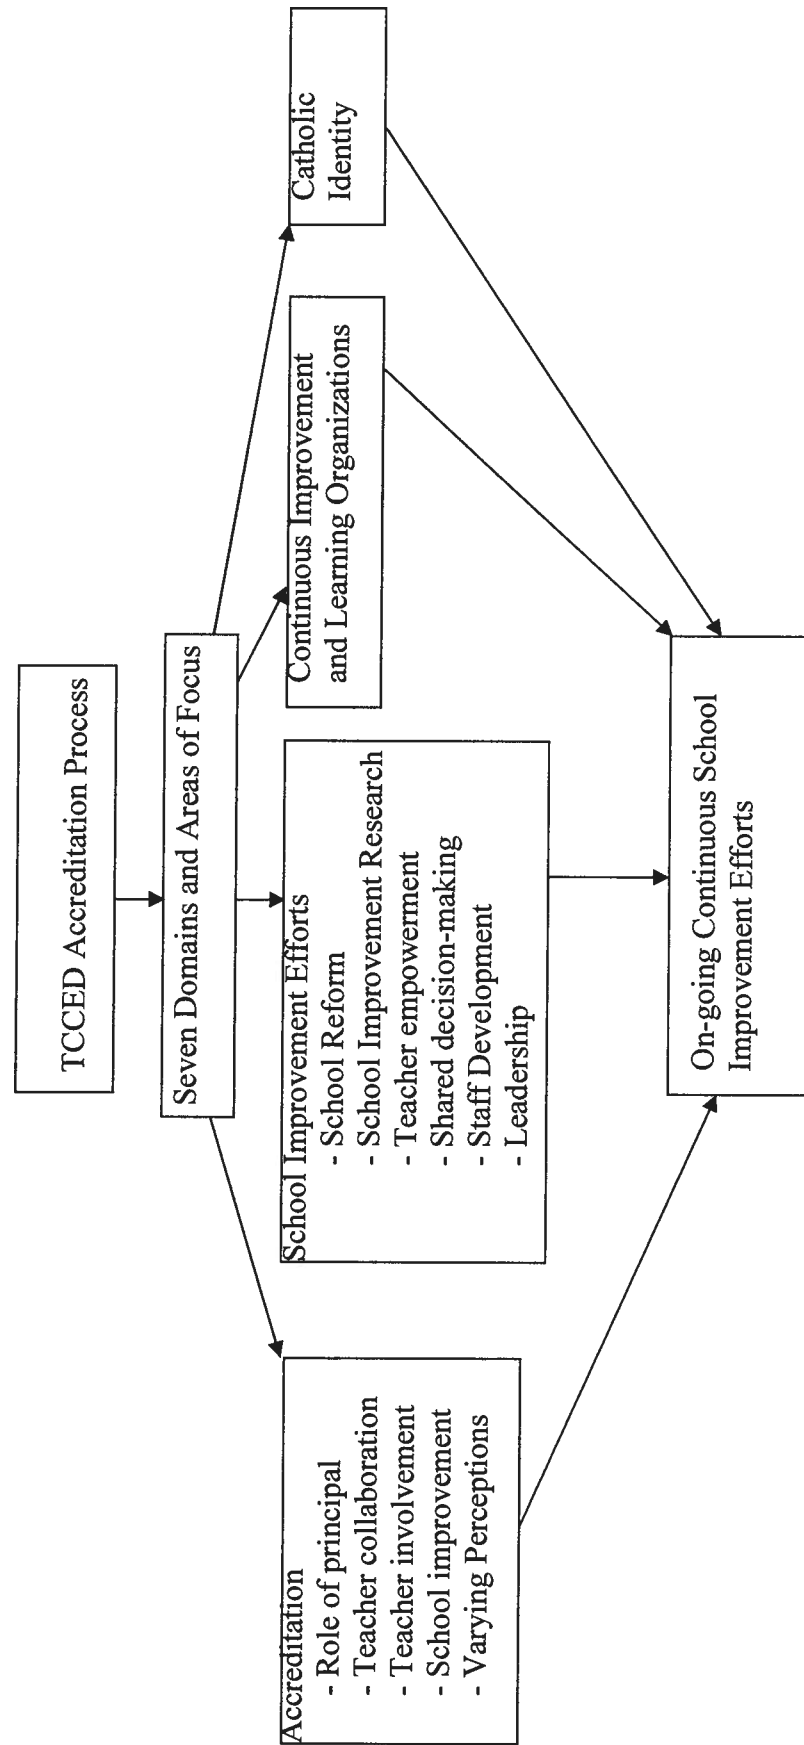 TCCED Accreditation Process
Seven Domains and Areas of Focus
Accreditation
- Role of principal
- Teacher collaboration
- Teacher involvement
- School improvement
- Varying Perceptions
School Improvement Efforts
- School Reform
- School Improvement Research
- Teacher empowerment
- Shared decision-making
- Staff Development
- Leadership
Continuous Improvement
and Learning Organizations
Catholic
Identity
On-going Continuous School
Improvement Efforts